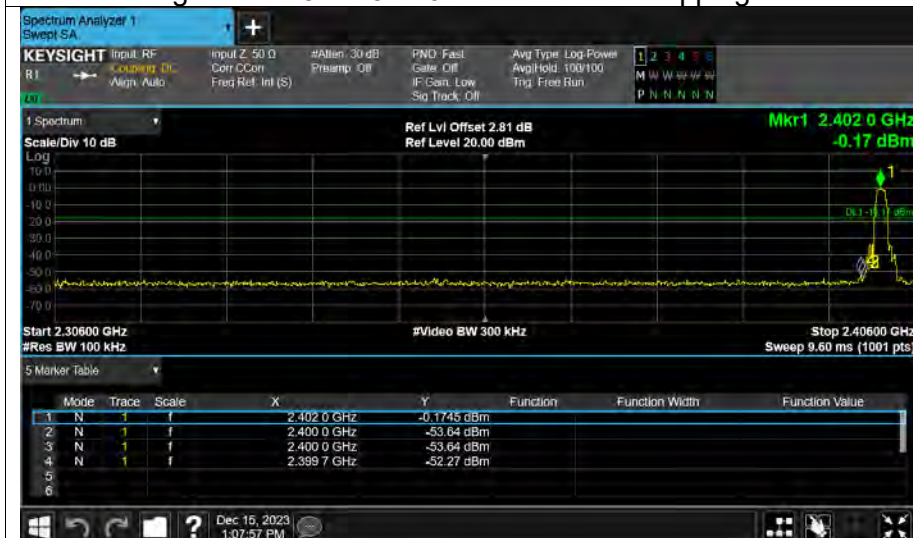 Spectrum Analyzer 1
Swept SA
+
KEYSIGHT Input: RF
R L
Coupling: DC
Align: Auto
Input Z: 50 Ω
Corr CCorr
Freq Ref: Int (S)
#Atten: 30 dB
Preamp: Off
PNO: Fast
Gate: Off
IF Gain: Low
Sig Track: Off
Avg Type: Log-Power
Avg|Hold: 100/100
Trig: Free Run
1 2 3 4 5 6
M W W W W W
P N N N N N
1 Spectrum
Scale/Div 10 dB
Ref Lvl Offset 2.81 dB
Ref Level 20.00 dBm
Mkr1 2.402 0 GHz
-0.17 dBm
Log
10.0
0.00
-10.0
-20.0
-30.0
-40.0
-50.0
-60.0
-70.0
1
Start 2.30600 GHz
#Res BW 100 kHz
#Video BW 300 kHz
Stop 2.40600 GHz
Sweep 9.60 ms (1001 pts)
5 Marker Table
Mode Trace Scale X Y Function Function Width Function Value
1 N 1 f 2.402 0 GHz -0.1745 dBm
2 N 1 f 2.400 0 GHz -53.64 dBm
3 N 1 f 2.400 0 GHz -53.64 dBm
4 N 1 f 2.399 7 GHz -52.27 dBm
5
6
?
Dec 15, 2023
1:07:57 PM